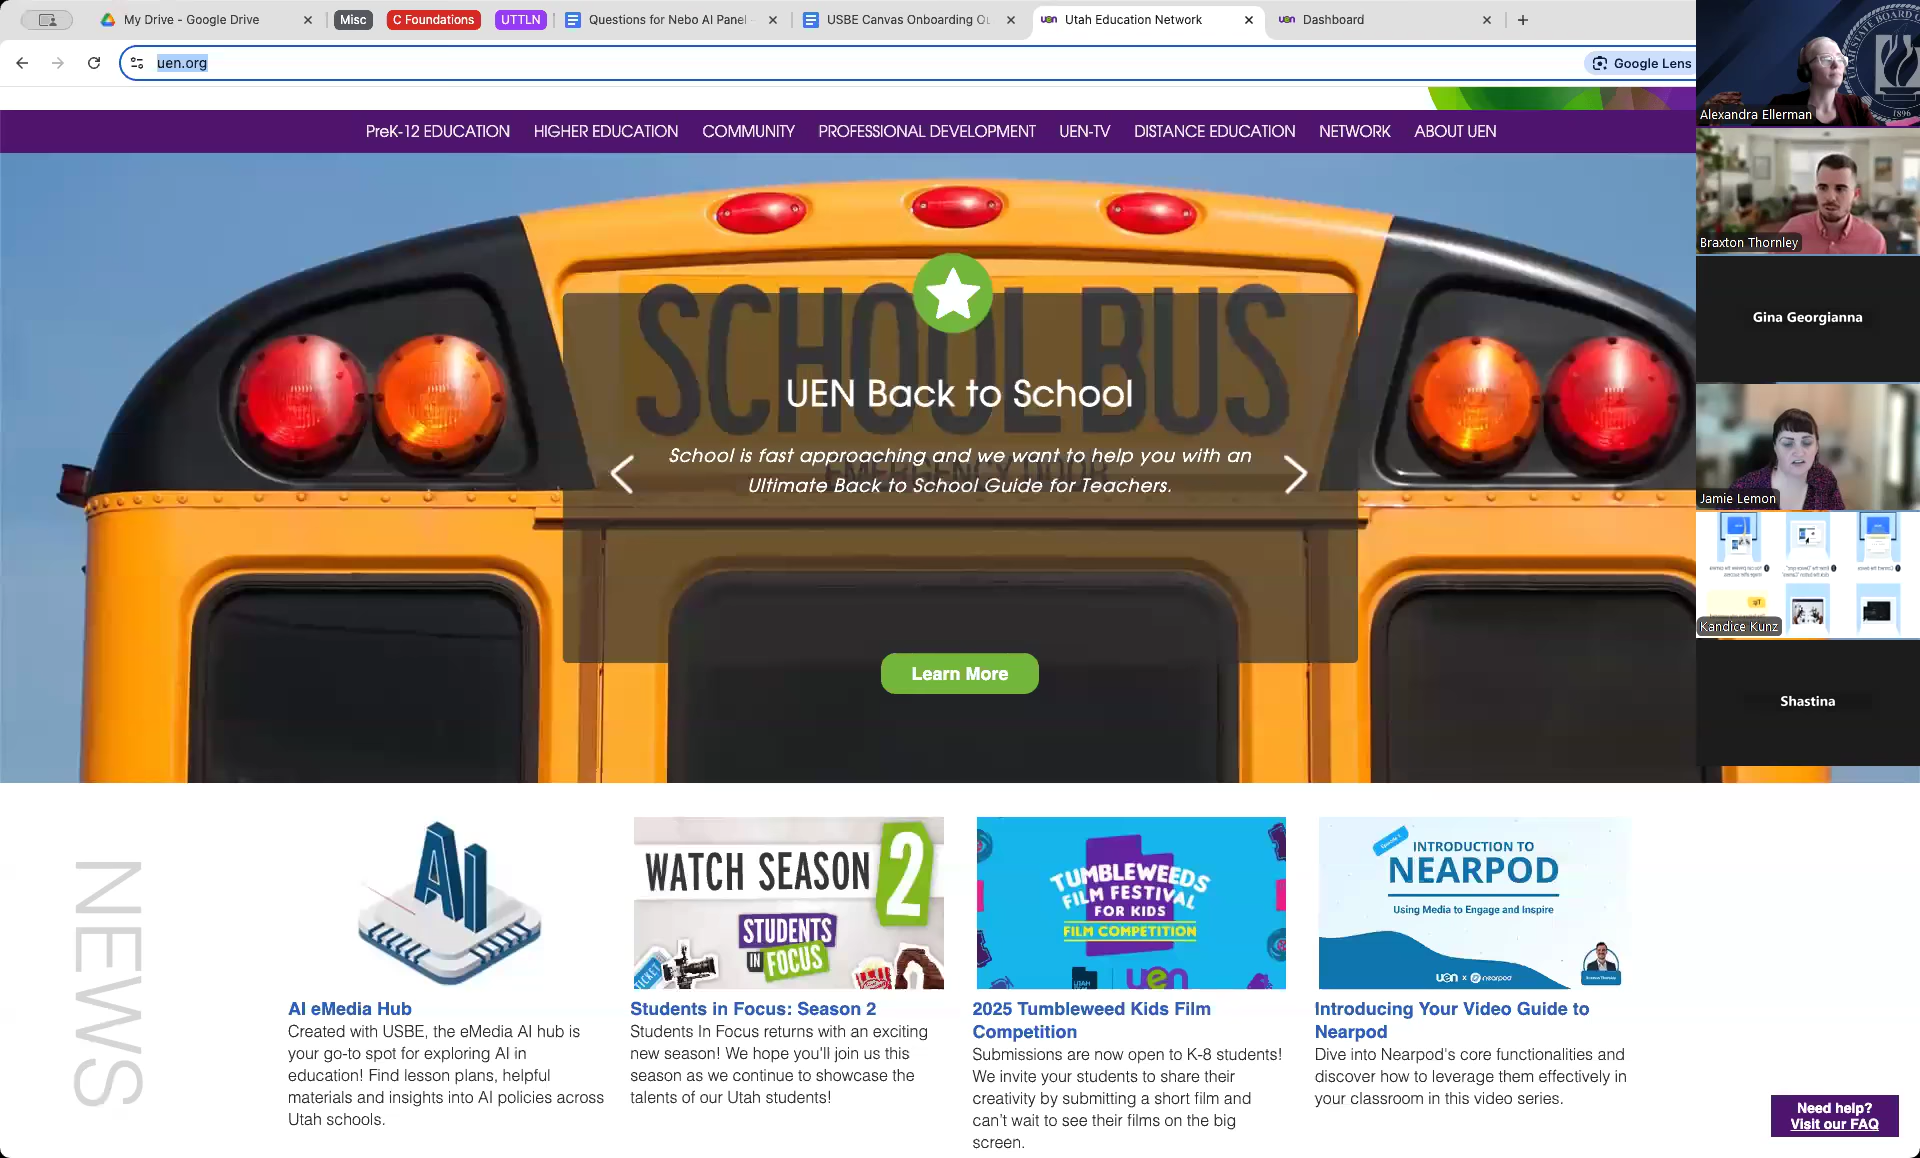 My Drive - Google Drive
Misc
C Foundations
UTTLN
Questions for Nebo AI Panel
USBE Canvas Onboarding
Utah Education Network
Dashboard
uen.org
Google Lens
PreK-12 EDUCATION
HIGHER EDUCATION
COMMUNITY
PROFESSIONAL DEVELOPMENT
UEN-TV
DISTANCE EDUCATION
NETWORK
ABOUT UEN
SCHOOL BUS
EMERGENCY DOOR
UEN Back to School
School is fast approaching and we want to help you with an
Ultimate Back to School Guide for Teachers.
Learn More
NEWS
AI
WATCH SEASON 2
STUDENTS
IN FOCUS
TICKET
TUMBLEWEEDS
FILM FESTIVAL
FOR KIDS
FILM COMPETITION
uen
Episode 1
INTRODUCTION TO
NEARPOD
Using Media to Engage and Inspire
uen x nearpod
AI eMedia Hub
Created with USBE, the eMedia AI hub is
your go-to spot for exploring AI in
education! Find lesson plans, helpful
materials and insights into AI policies across
Utah schools.
Students in Focus: Season 2
Students In Focus returns with an exciting
new season! We hope you'll join us this
season as we continue to showcase the
talents of our Utah students!
2025 Tumbleweed Kids Film
Competition
Submissions are now open to K-8 students!
We invite your students to share their
creativity by submitting a short film and
can't wait to see their films on the big
screen.
Introducing Your Video Guide to
Nearpod
Dive into Nearpod's core functionalities and
discover how to leverage them effectively in
your classroom in this video series.
Need help?
Visit our FAQ
UTAH STATE BOARD
1896
Alexandra Ellerman
Braxton Thornley
Gina Georgianna
Jamie Lemon
Kandice Kunz
Shastina